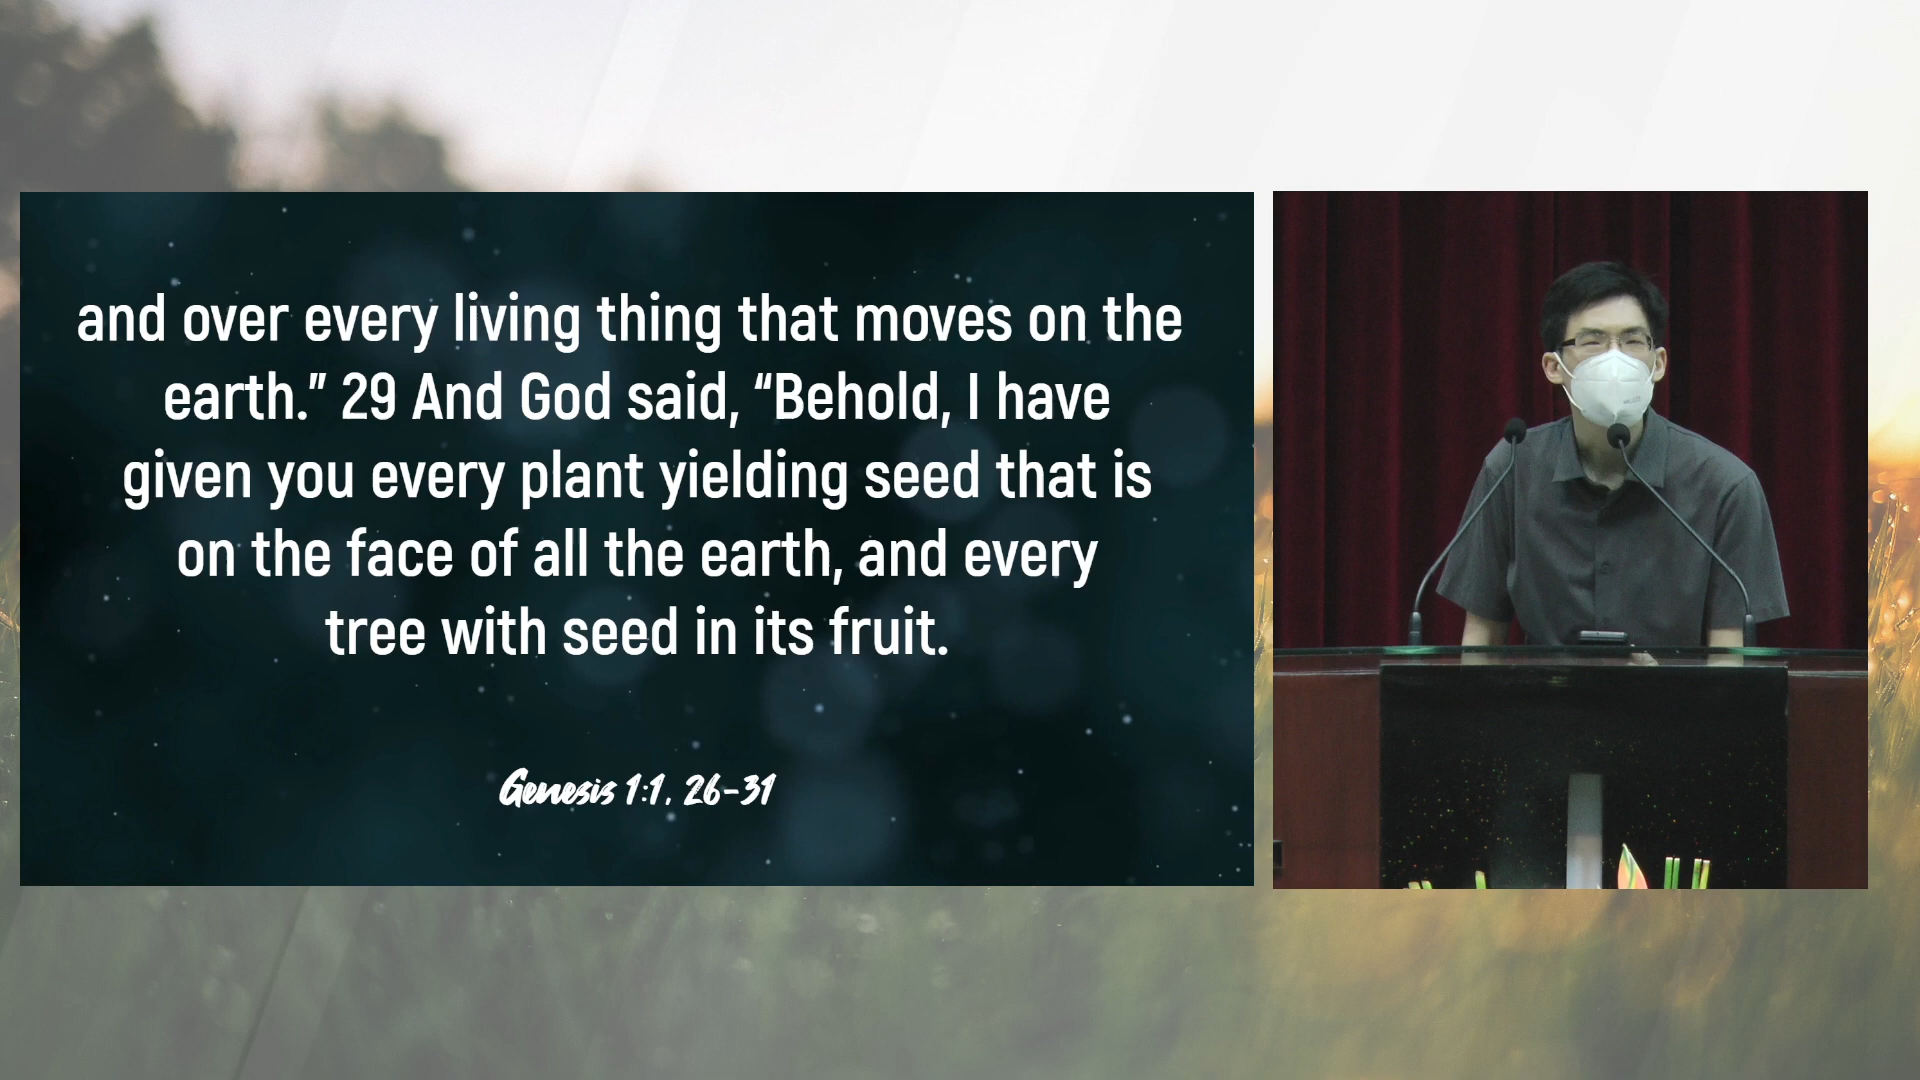 and over every living thing that moves on the
earth.” 29 And God said, “Behold, I have
given you every plant yielding seed that is
on the face of all the earth, and every
tree with seed in its fruit.
Genesis 1:1, 26-31